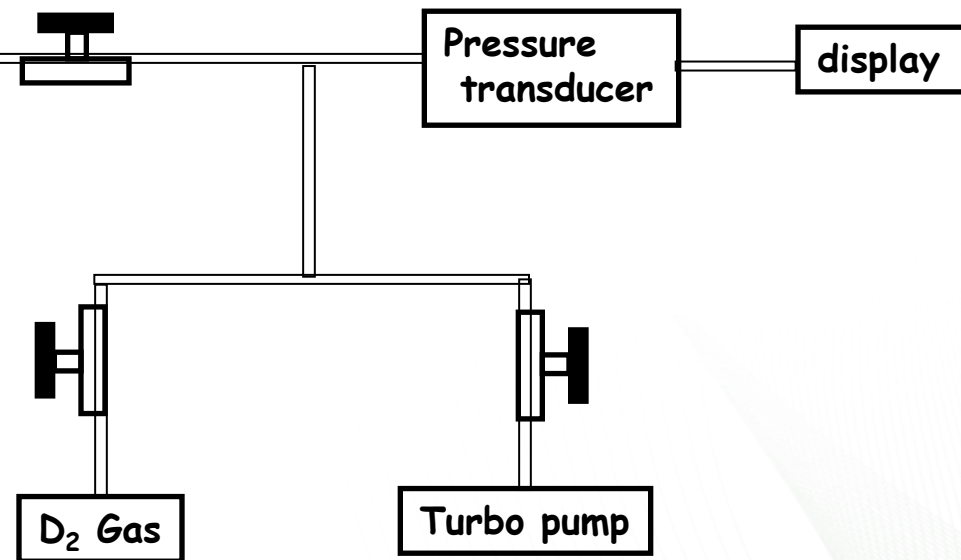 Pressure
transducer
display
D₂ Gas
Turbo pump